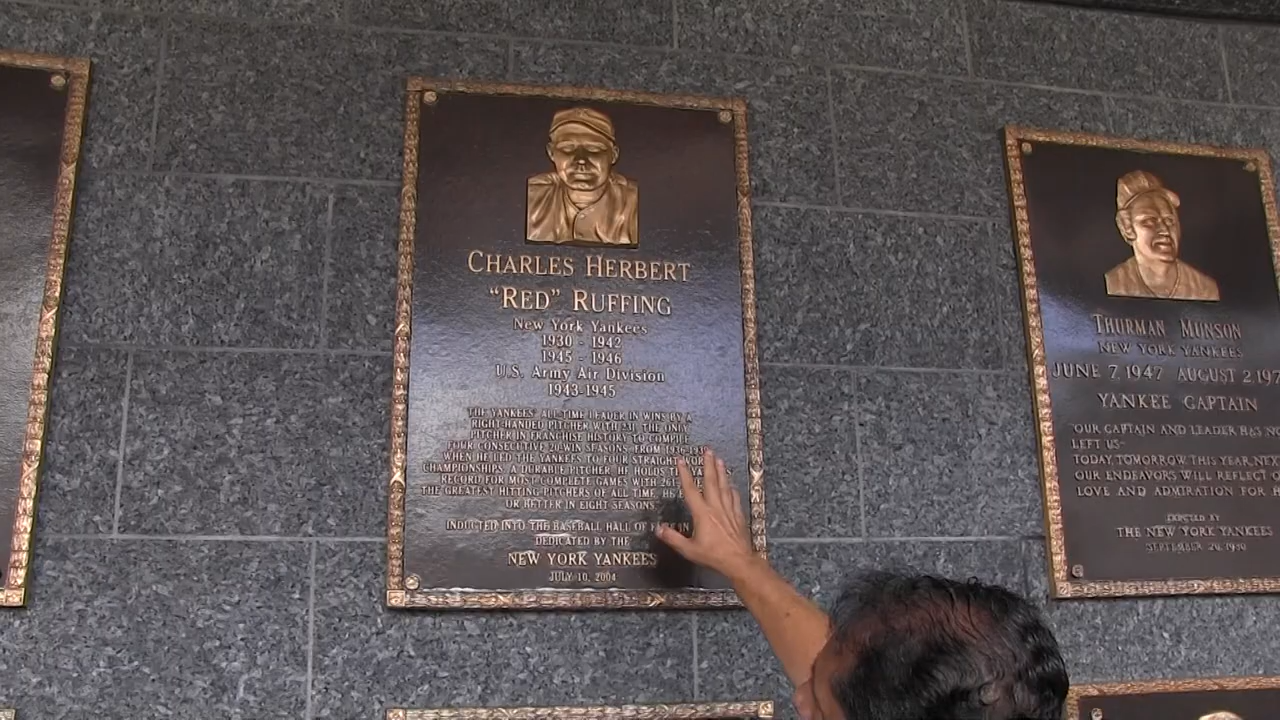 CHARLES HERBERT
"RED" RUFFING
New York Yankees
1930 - 1942
1945 - 1946
U.S. Army Air Division
1943-1945
THE YANKEES' ALL-TIME LEADER IN WINS BY A
RIGHT-HANDED PITCHER WITH 231. THE ONLY
PITCHER IN FRANCHISE HISTORY TO COMPILE
FOUR CONSECUTIVE 20-WIN SEASONS, FROM 1936-1939
WHEN HE LED THE YANKEES TO FOUR STRAIGHT
CHAMPIONSHIPS. A DURABLE PITCHER, HE HOLDS THE
RECORD FOR MOST COMPLETE GAMES WITH 261.
THE GREATEST HITTING PITCHERS OF ALL TIME, HE
OR BETTER IN EIGHT SEASONS.
INDUCTED INTO THE BASEBALL HALL OF IN
DEDICATED BY THE
NEW YORK YANKEES
JULY 10, 2004
THURMAN MUNSON
NEW YORK YANKEES
JUNE 7, 1947 AUGUST 2, 197
YANKEE CAPTAIN
"OUR CAPTAIN AND LEADER HAS NO
LEFT US-
TODAY, TOMORROW, THIS YEAR, NEX
OUR ENDEAVORS WILL REFLECT O
LOVE AND ADMIRATION FOR H
ERECTED BY
THE NEW YORK YANKEES
SEPTEMBER 20, 1980